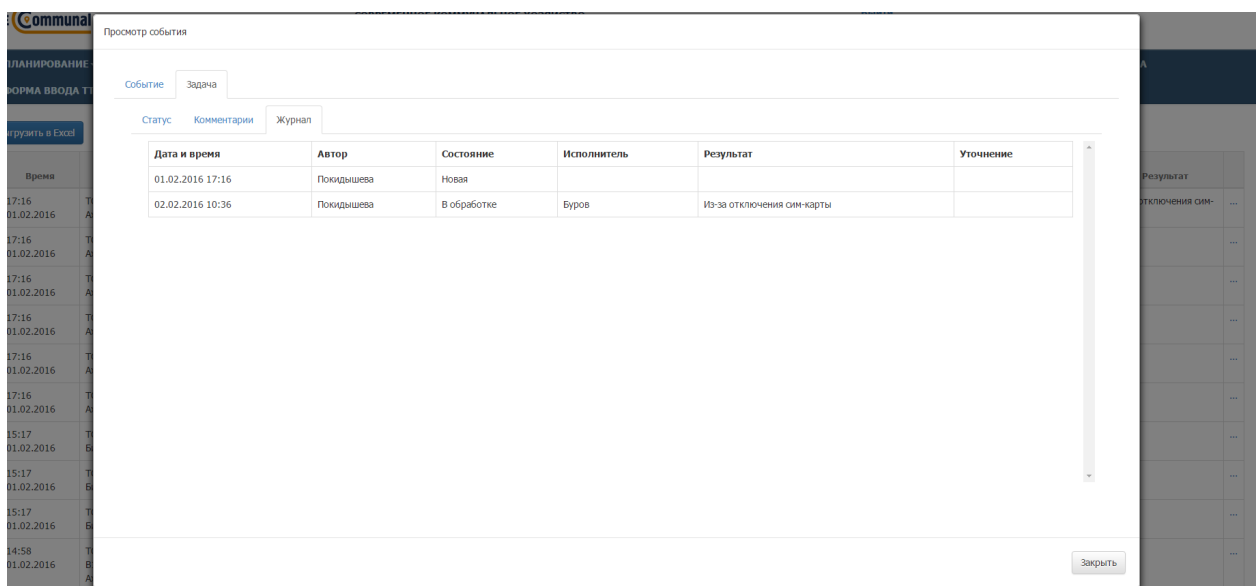 Communal
Просмотр события
ПЛАНИРОВАНИЕ
ФОРМА ВВОДА
Событие Задача
Статус Комментарии Журнал
в Excel
Дата и время Автор Состояние Исполнитель Результат Уточнение
01.02.2016 17:16 Покидышева Новая
02.02.2016 10:36 Покидышева В обработке Буров Из-за отключения сим-карты
Время Результат
17:16 отключения сим- ...
01.02.2016
17:16 ...
01.02.2016
17:16 ...
01.02.2016
17:16 ...
01.02.2016
17:16 ...
01.02.2016
17:16 ...
01.02.2016
15:17 ...
01.02.2016
15:17 ...
01.02.2016
15:17 ...
01.02.2016
14:58 ...
01.02.2016
Закрыть